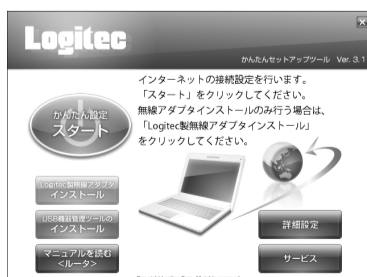 Logitec
かんたんセットアップツール Ver. 3.1
インターネットの接続設定を行います。
「スタート」をクリックしてください。
無線アダプタインストールのみ行う場合は、
「Logitec製無線アダプタインストール」
をクリックしてください。
かんたん設定
スタート
Logitec製無線アダプタ
インストール
USB機器管理ツールの
インストール
マニュアルを読む
<ルータ>
詳細設定
サービス